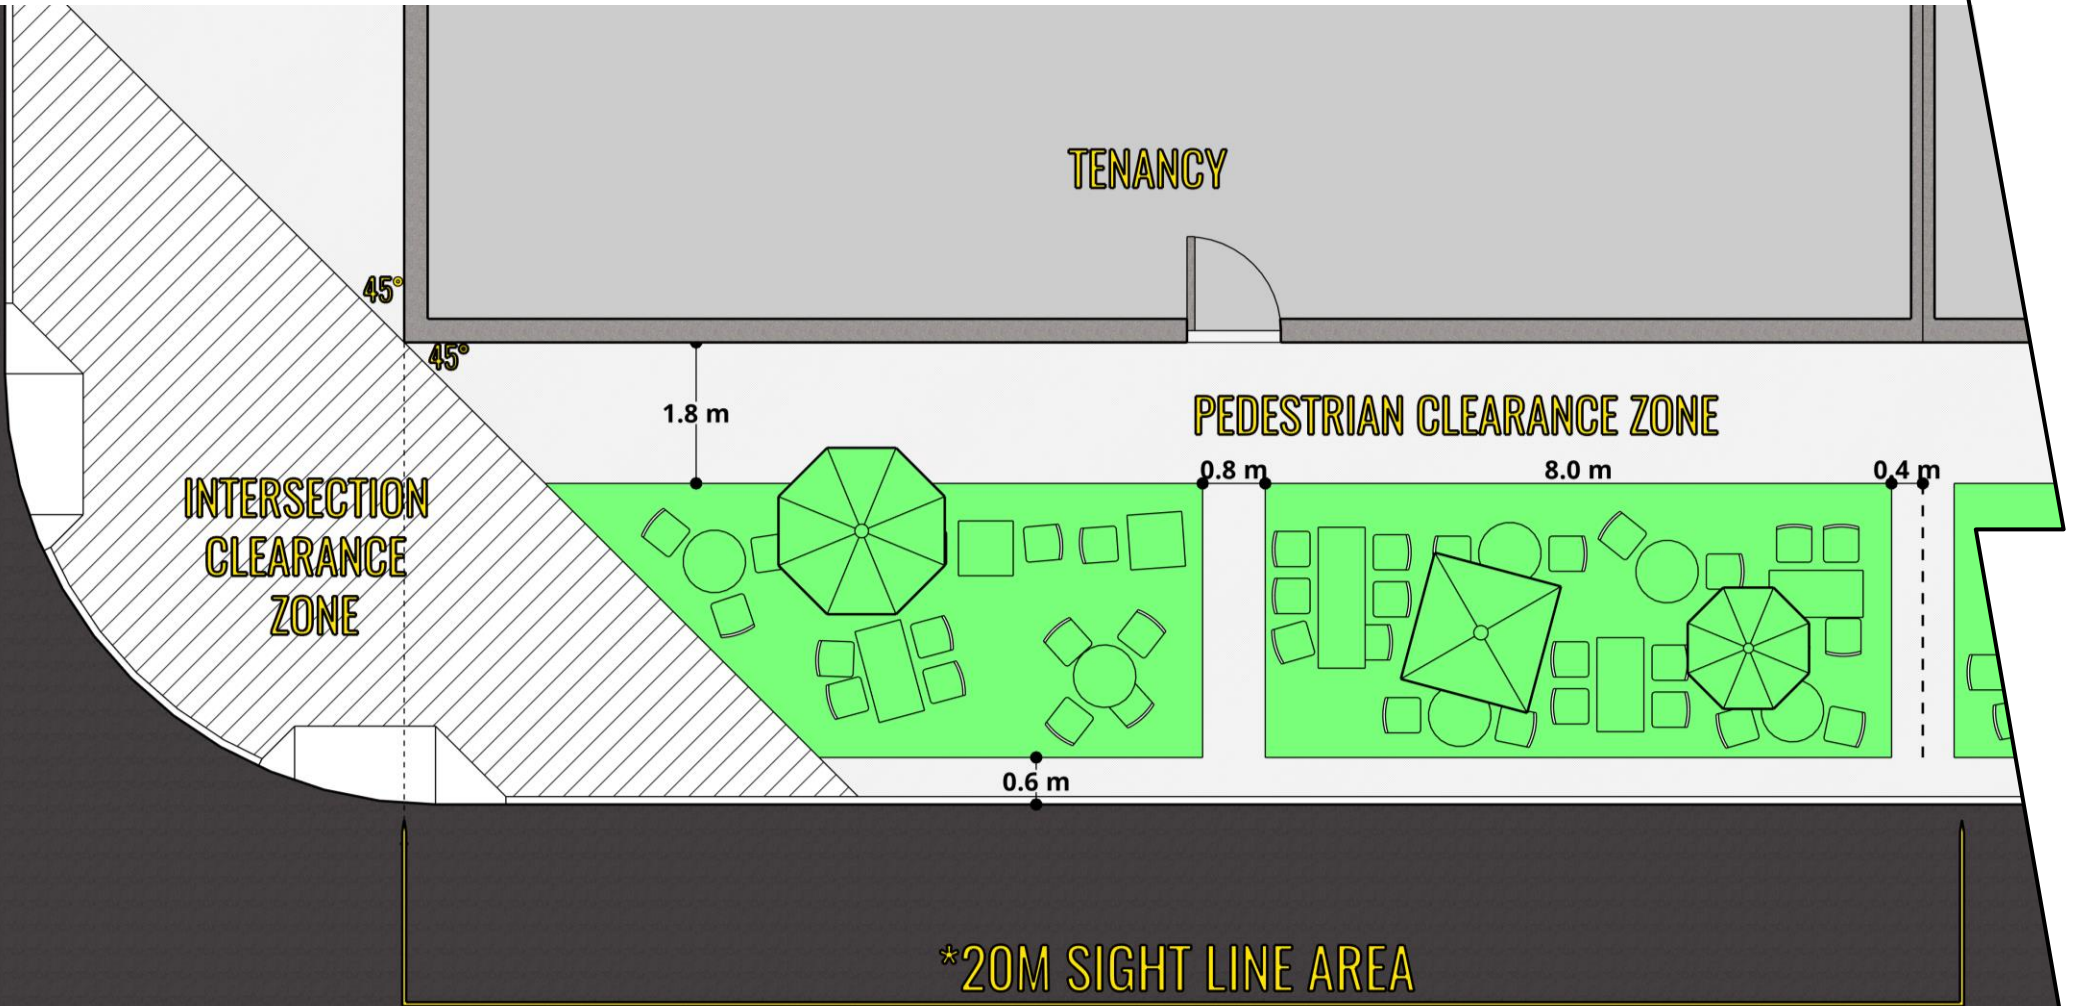 TENANCY
45°
45°
1.8 m
PEDESTRIAN CLEARANCE ZONE
0.8 m
8.0 m
0.4 m
INTERSECTION
CLEARANCE
ZONE
0.6 m
*20M SIGHT LINE AREA